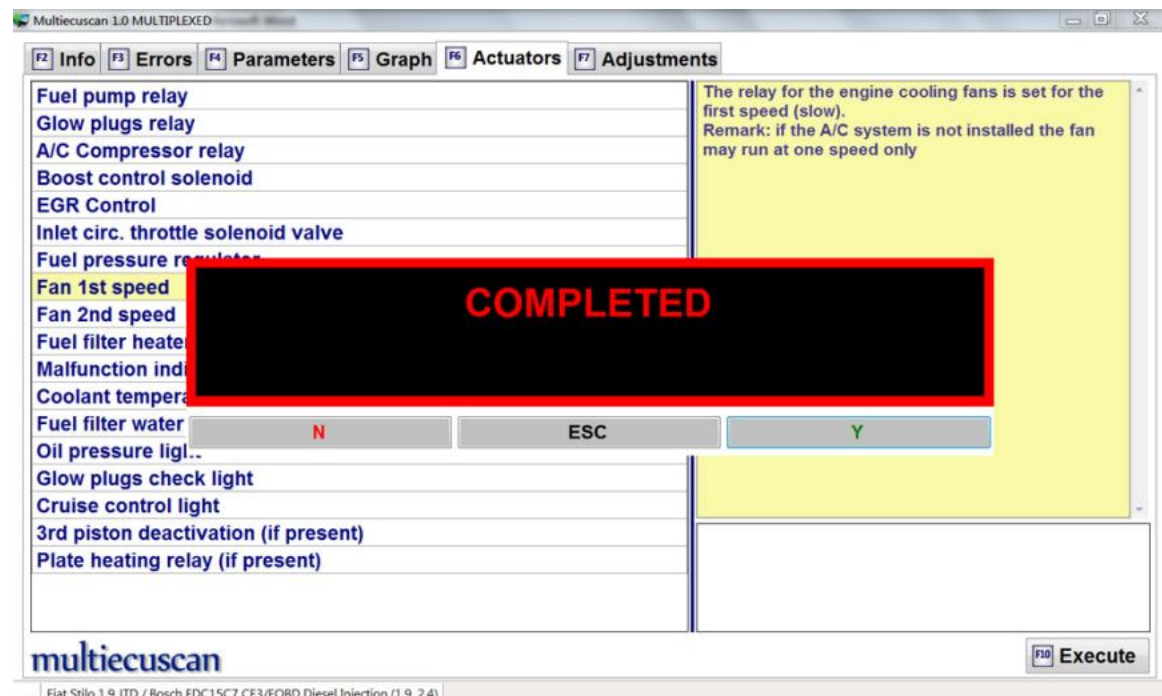 Multiecuscan 1.0 MULTIPLEXED
F2 Info F3 Errors F4 Parameters F5 Graph F6 Actuators F7 Adjustments
Fuel pump relay
Glow plugs relay
A/C Compressor relay
Boost control solenoid
EGR Control
Inlet circ. throttle solenoid valve
Fuel pressure regulator
Fan 1st speed
Fan 2nd speed
Fuel filter heate
Malfunction indi
Coolant tempera
Fuel filter water
Oil pressure light
Glow plugs check light
Cruise control light
3rd piston deactivation (if present)
Plate heating relay (if present)
The relay for the engine cooling fans is set for the
first speed (slow).
Remark: if the A/C system is not installed the fan
may run at one speed only
COMPLETED
N ESC Y
multiecuscan
F10 Execute
Fiat Stilo 1.9 JTD / Bosch EDC15C7 CF3/EOBD Diesel Injection (1.9, 2.4)